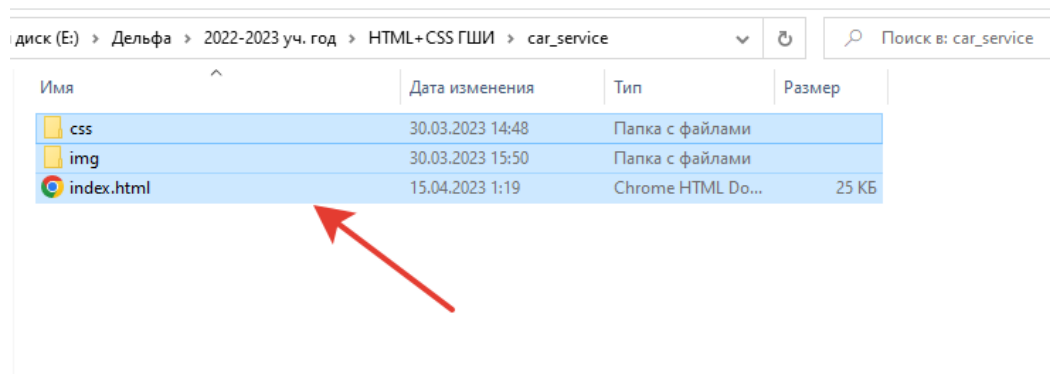 диск (E:) > Дельфа > 2022-2023 уч. год > HTML+CSS ГШИ > car_service Поиск в: car_service
Имя Дата изменения Тип Размер
css 30.03.2023 14:48 Папка с файлами
img 30.03.2023 15:50 Папка с файлами
index.html 15.04.2023 1:19 Chrome HTML Do... 25 КБ